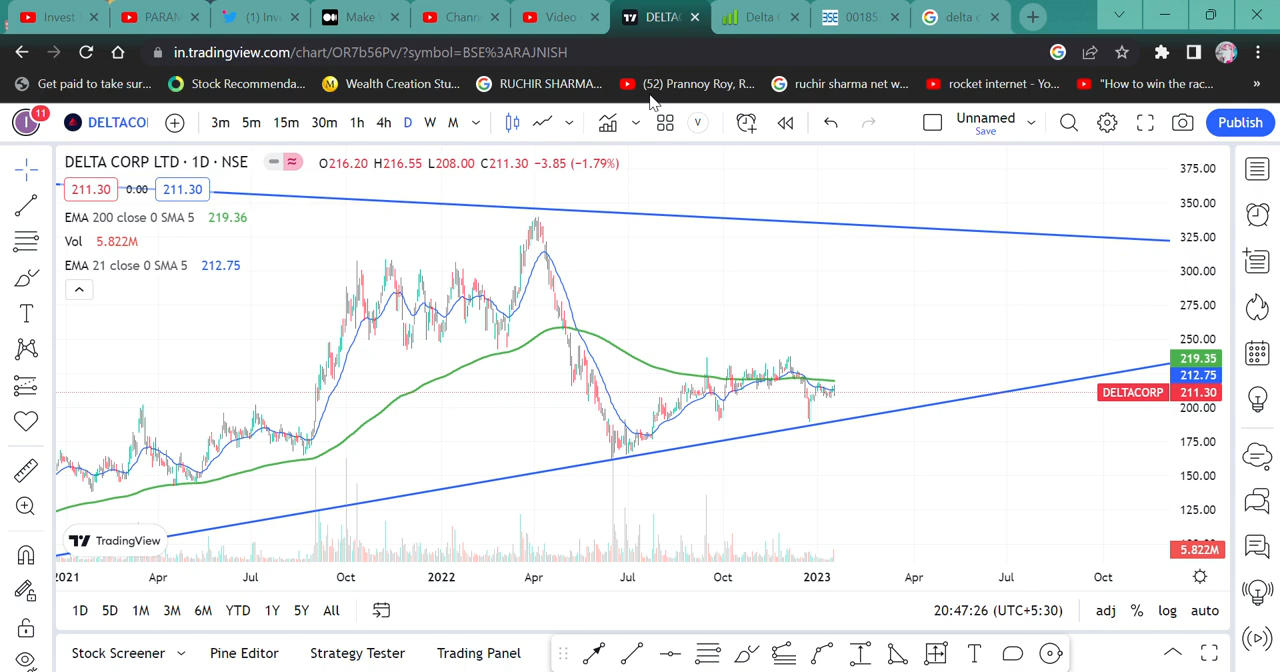 Invest
PARAM
(1) Inv
Make
Chann
Video
DELTAC
Delta
BSE 00185
delta c
in.tradingview.com/chart/OR7b56Pv/?symbol=BSE%3ARAJNISH
Get paid to take sur... Stock Recommenda... Wealth Creation Stu... RUCHIR SHARMA... (52) Prannoy Roy, R... ruchir sharma net w... rocket internet - Yo... "How to win the rac... »
11
I DELTACO 3m 5m 15m 30m 1h 4h D W M V Unnamed Save Publish
DELTA CORP LTD · 1D · NSE O216.20 H216.55 L208.00 C211.30 −3.85 (−1.79%)
211.30 0.00 211.30
EMA 200 close 0 SMA 5 219.36
Vol 5.822M
EMA 21 close 0 SMA 5 212.75
375.00
350.00
325.00
300.00
275.00
250.00
219.35
212.75
DELTACORP 211.30
200.00
175.00
150.00
125.00
5.822M
TradingView
2021 Apr Jul Oct 2022 Apr Jul Oct 2023 Apr Jul Oct
1D 5D 1M 3M 6M YTD 1Y 5Y All 20:47:26 (UTC+5:30) adj % log auto
Stock Screener Pine Editor Strategy Tester Trading Panel